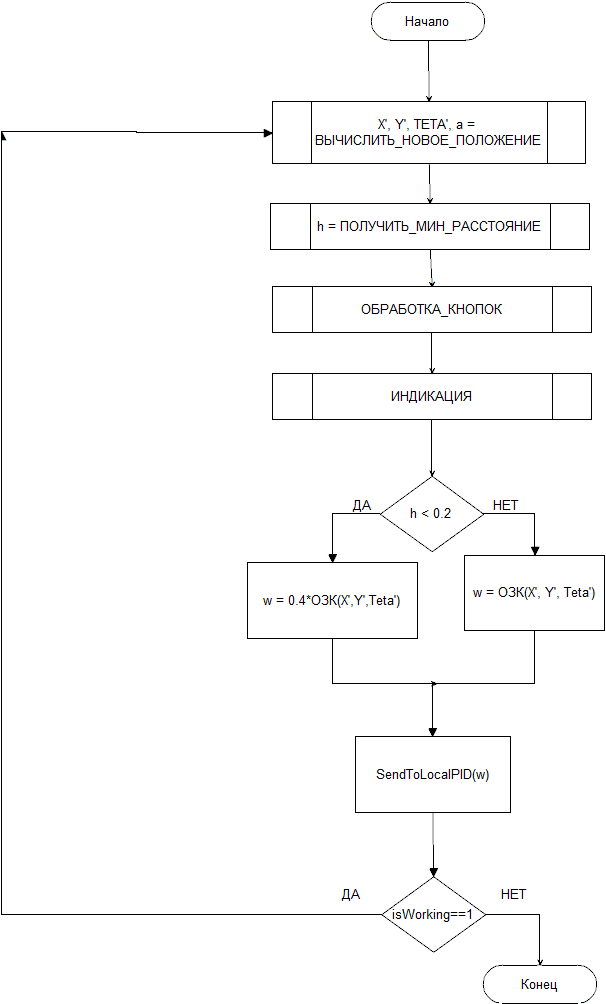 Начало
X', Y', TETA', a =
ВЫЧИСЛИТЬ_НОВОЕ_ПОЛОЖЕНИЕ
h = ПОЛУЧИТЬ_МИН_РАССТОЯНИЕ
ОБРАБОТКА_КНОПОК
ИНДИКАЦИЯ
ДА
h < 0.2
НЕТ
w = 0.4*ОЗК(X',Y',Teta')
w = ОЗК(X', Y', Teta')
SendToLocalPID(w)
ДА
isWorking==1
НЕТ
Конец